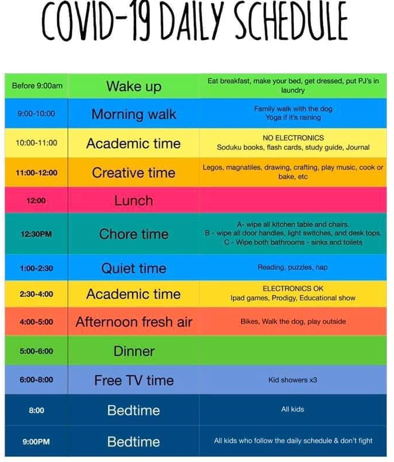 COVID-19 DAILY SCHEDULE
Before 9:00am
Wake up
Eat breakfast, make your bed, get dressed, put PJ's in
laundry
9:00-10:00
Morning walk
Family walk with the dog
Yoga if it's raining
10:00-11:00
Academic time
NO ELECTRONICS
Soduku books, flash cards, study guide, Journal
11:00-12:00
Creative time
Legos, magnatiles, drawing, crafting, play music, cook or
bake, etc
12:00
Lunch
12:30PM
Chore time
A- wipe all kitchen table and chairs.
B - wipe all door handles, light switches, and desk tops.
C - Wipe both bathrooms - sinks and toilets
1:00-2:30
Quiet time
Reading, puzzles, nap
2:30-4:00
Academic time
ELECTRONICS OK
Ipad games, Prodigy, Educational show
4:00-5:00
Afternoon fresh air
Bikes, Walk the dog, play outside
5:00-6:00
Dinner
6:00-8:00
Free TV time
Kid showers x3
8:00
Bedtime
All kids
9:00PM
Bedtime
All kids who follow the daily schedule & don't fight